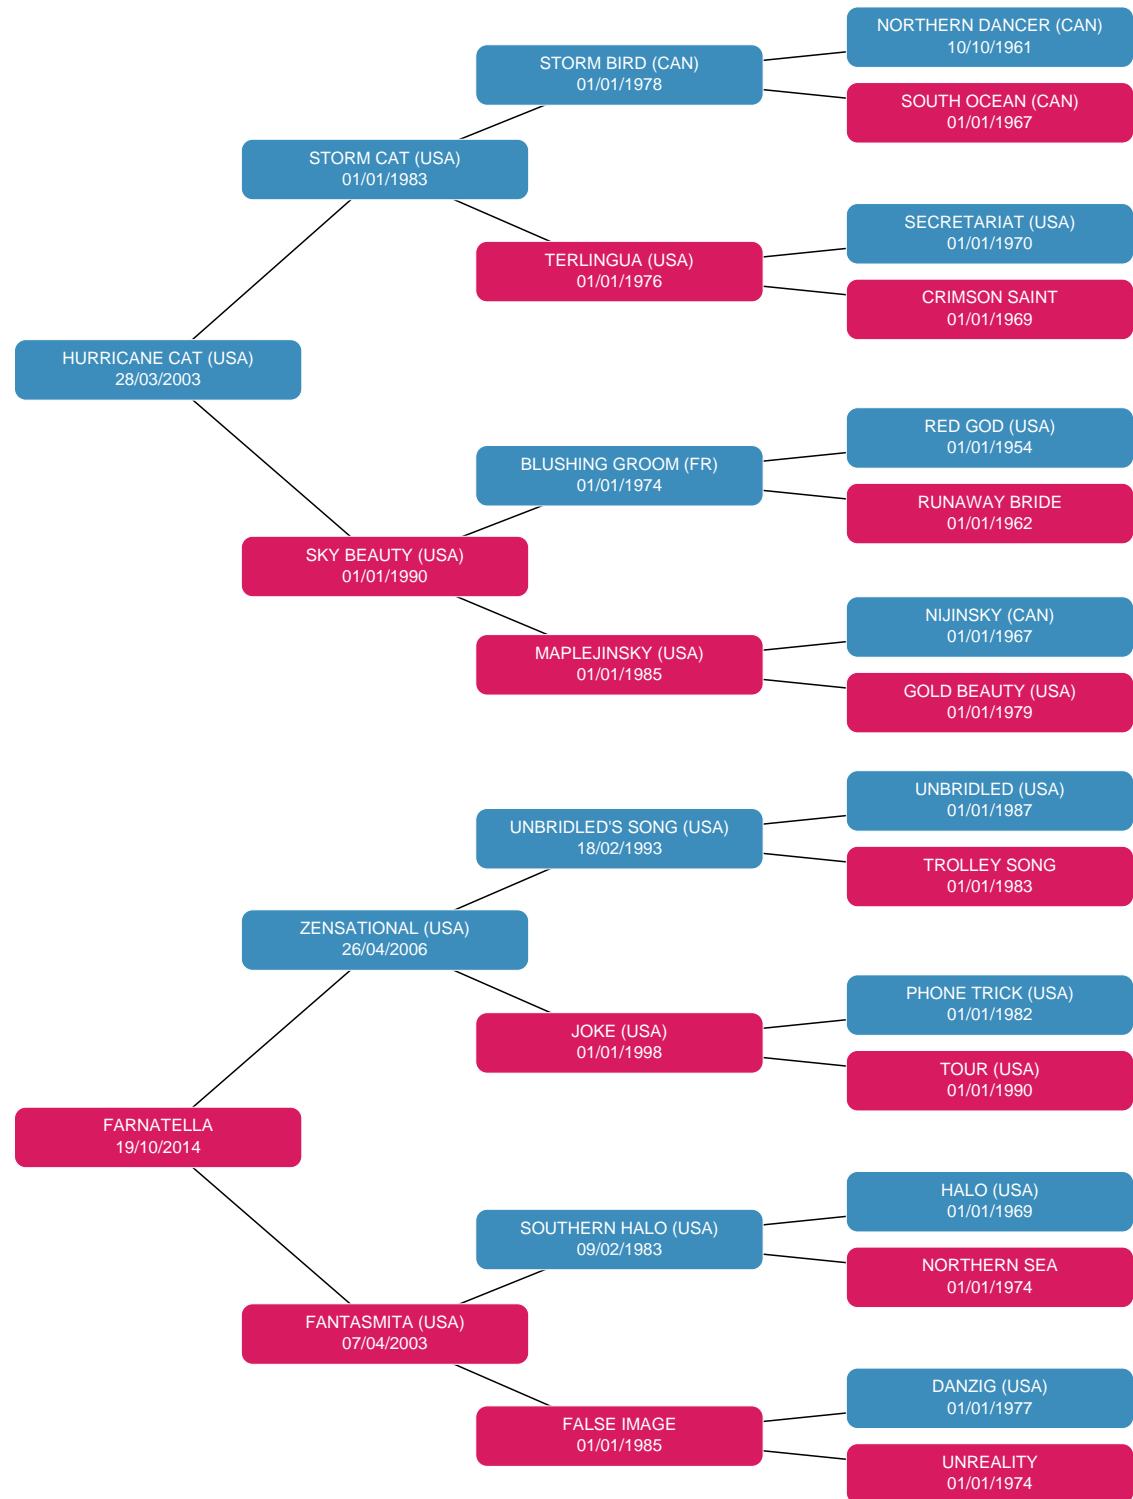 NORTHERN DANCER (CAN)
10/10/1961
STORM BIRD (CAN)
01/01/1978
SOUTH OCEAN (CAN)
01/01/1967
STORM CAT (USA)
01/01/1983
SECRETARIAT (USA)
01/01/1970
TERLINGUA (USA)
01/01/1976
CRIMSON SAINT
01/01/1969
HURRICANE CAT (USA)
28/03/2003
RED GOD (USA)
01/01/1954
BLUSHING GROOM (FR)
01/01/1974
RUNAWAY BRIDE
01/01/1962
SKY BEAUTY (USA)
01/01/1990
NIJINSKY (CAN)
01/01/1967
MAPLEJINSKY (USA)
01/01/1985
GOLD BEAUTY (USA)
01/01/1979
UNBRIDLED (USA)
01/01/1987
UNBRIDLED'S SONG (USA)
18/02/1993
TROLLEY SONG
01/01/1983
ZENSATIONAL (USA)
26/04/2006
PHONE TRICK (USA)
01/01/1982
JOKE (USA)
01/01/1998
TOUR (USA)
01/01/1990
FARNATELLA
19/10/2014
HALO (USA)
01/01/1969
SOUTHERN HALO (USA)
09/02/1983
NORTHERN SEA
01/01/1974
FANTASMITA (USA)
07/04/2003
DANZIG (USA)
01/01/1977
FALSE IMAGE
01/01/1985
UNREALITY
01/01/1974